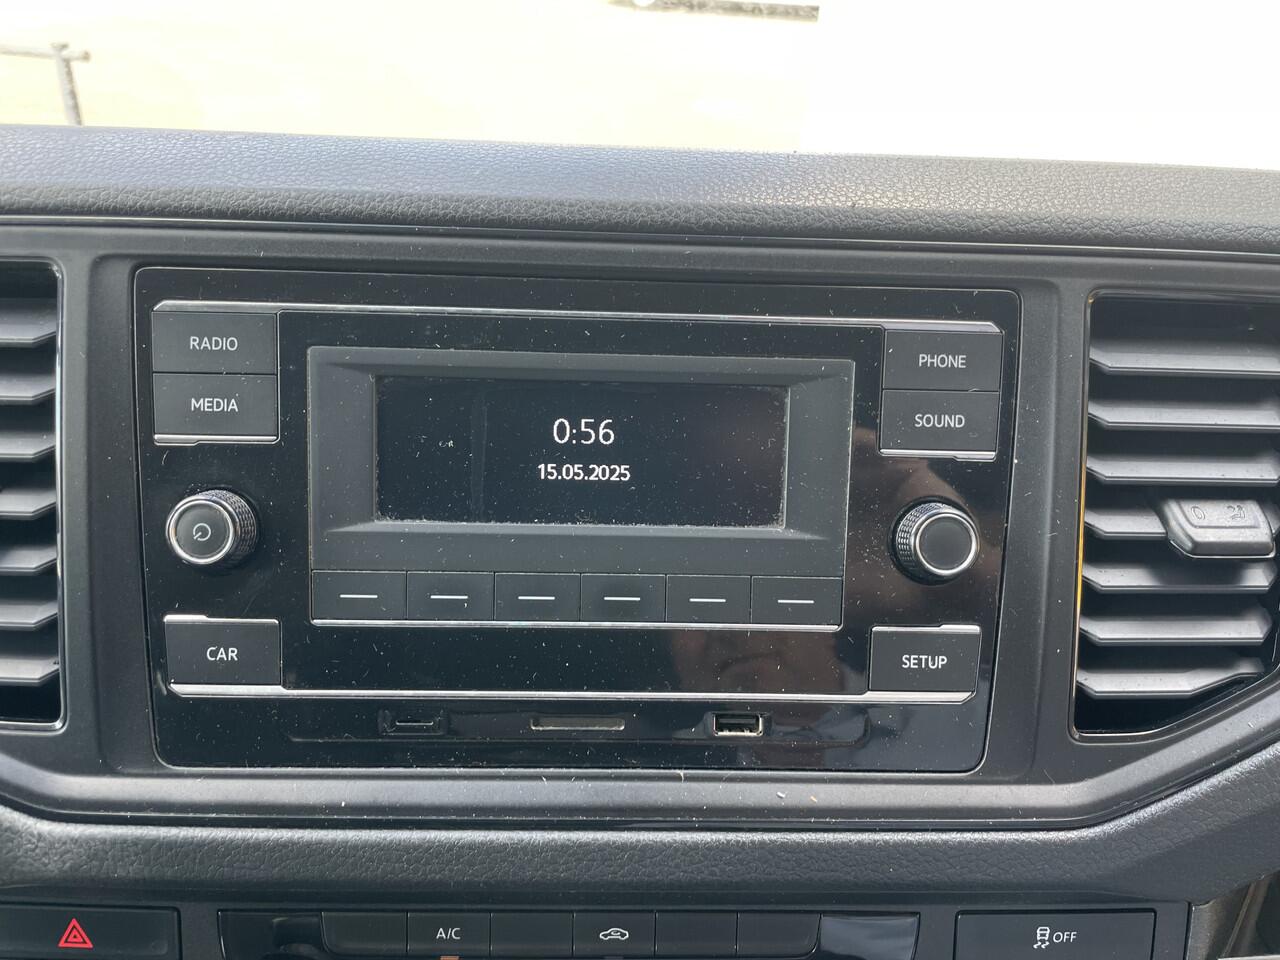 RADIO
MEDIA
0:56
15.05.2025
PHONE
SOUND
CAR
SETUP
A/C
OFF